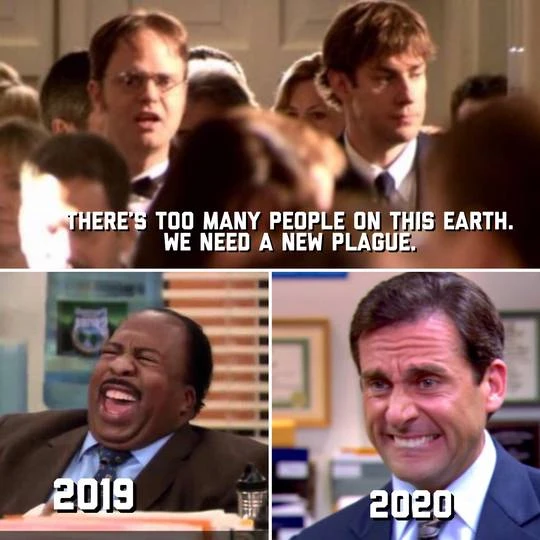 THERE'S TOO MANY PEOPLE ON THIS EARTH.
WE NEED A NEW PLAGUE.
2019
2020